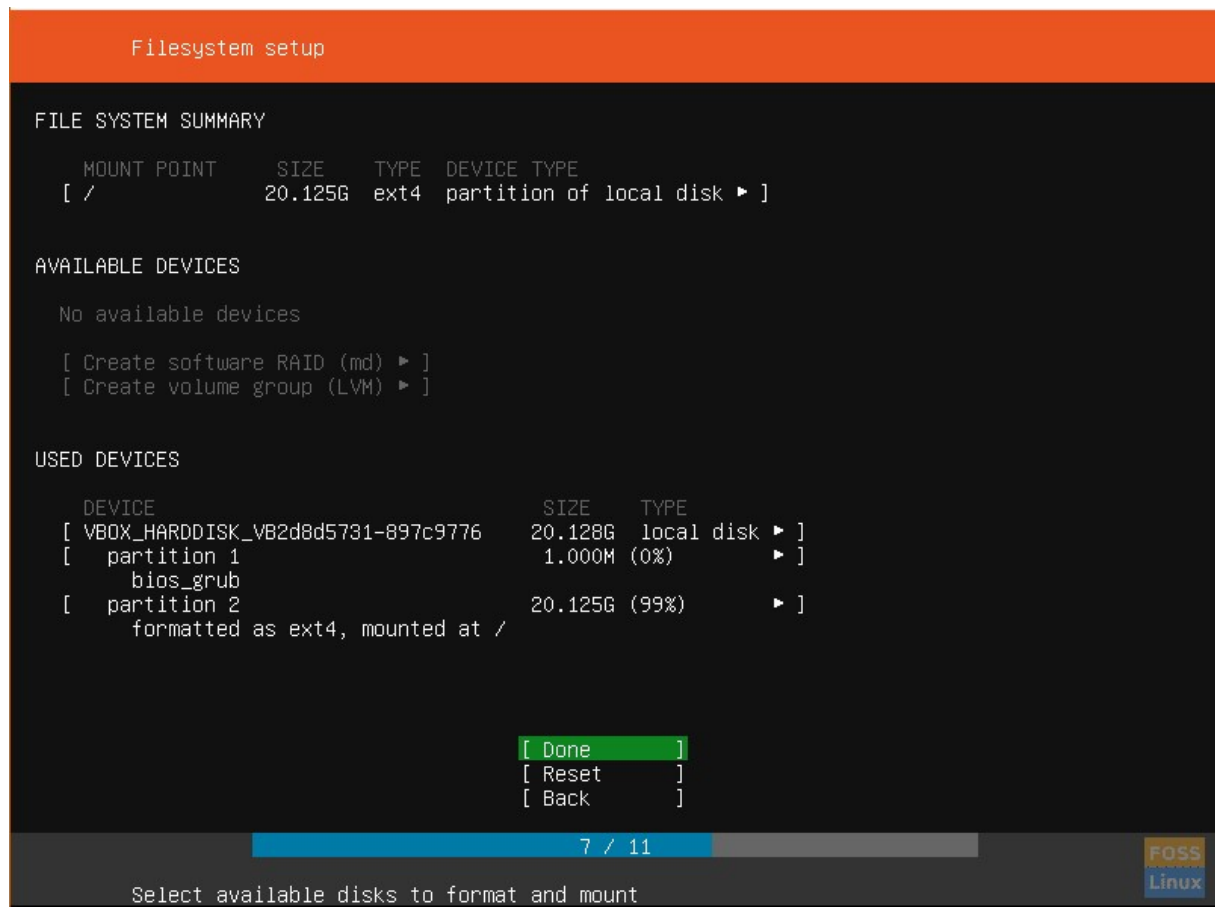 Filesystem setup
FILE SYSTEM SUMMARY
MOUNT POINT SIZE TYPE DEVICE TYPE
[ / 20.125G ext4 partition of local disk ▸ ]
AVAILABLE DEVICES
No available devices
[ Create software RAID (md) ▸ ]
[ Create volume group (LVM) ▸ ]
USED DEVICES
DEVICE SIZE TYPE
[ VBOX_HARDDISK_VB2d8d5731-897c9776 20.128G local disk ▸ ]
[ partition 1 1.000M (0%) ▸ ]
bios_grub
[ partition 2 20.125G (99%) ▸ ]
formatted as ext4, mounted at /
[ Done ]
[ Reset ]
[ Back ]
7 / 11
Select available disks to format and mount
FOSS
Linux